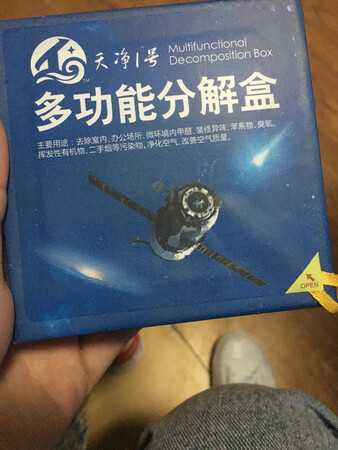 天净1号
Multifunctional
Decomposition Box
多功能分解盒
主要用途：去除室内、办公场所、微环境内甲醛、装修异味、苯系物、臭氧、
挥发性有机物、二手烟等污染物。净化空气、改善空气质量。
OPEN